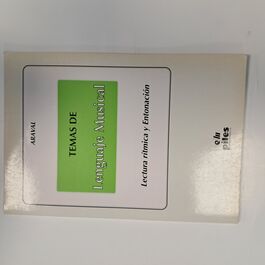 ARAVAL
TEMAS DE
Lenguaje Musical
Lectura rítmica y Entonación
piles